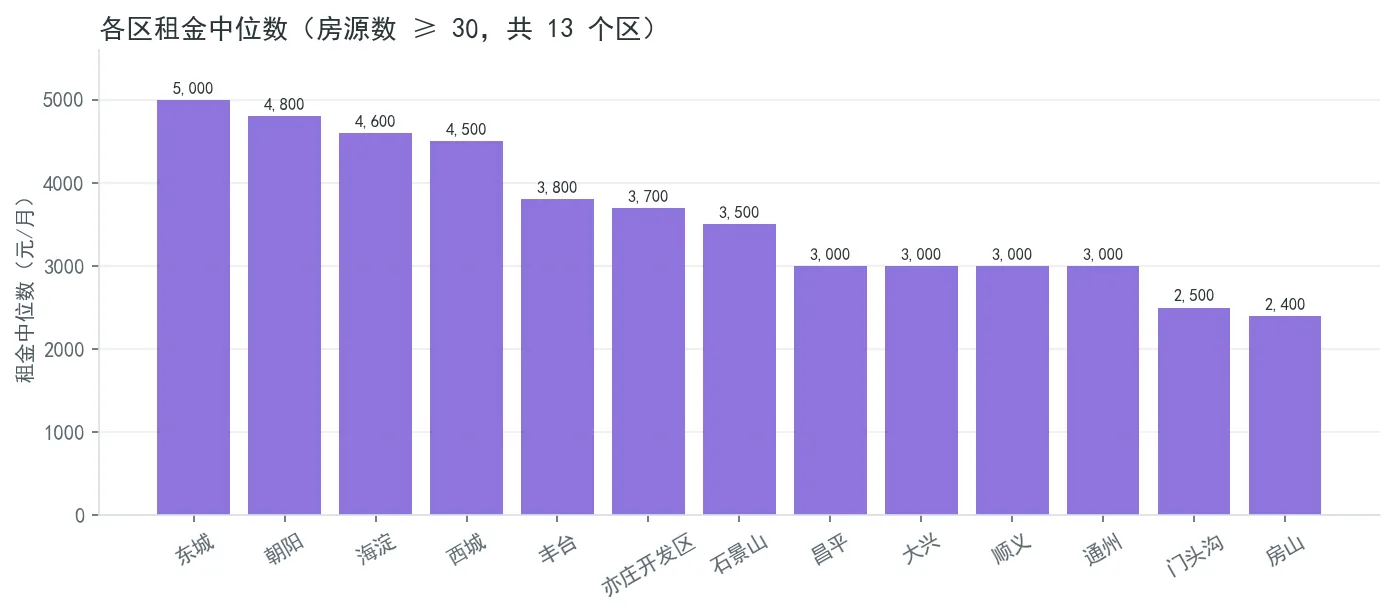 各区租金中位数（房源数 ≥ 30，共 13 个区）
租金中位数（元/月）
5000
4000
3000
2000
1000
0
5,000
4,800
4,600
4,500
3,800
3,700
3,500
3,000
3,000
3,000
3,000
2,500
2,400
东城
朝阳
海淀
西城
丰台
亦庄开发区
石景山
昌平
大兴
顺义
通州
门头沟
房山